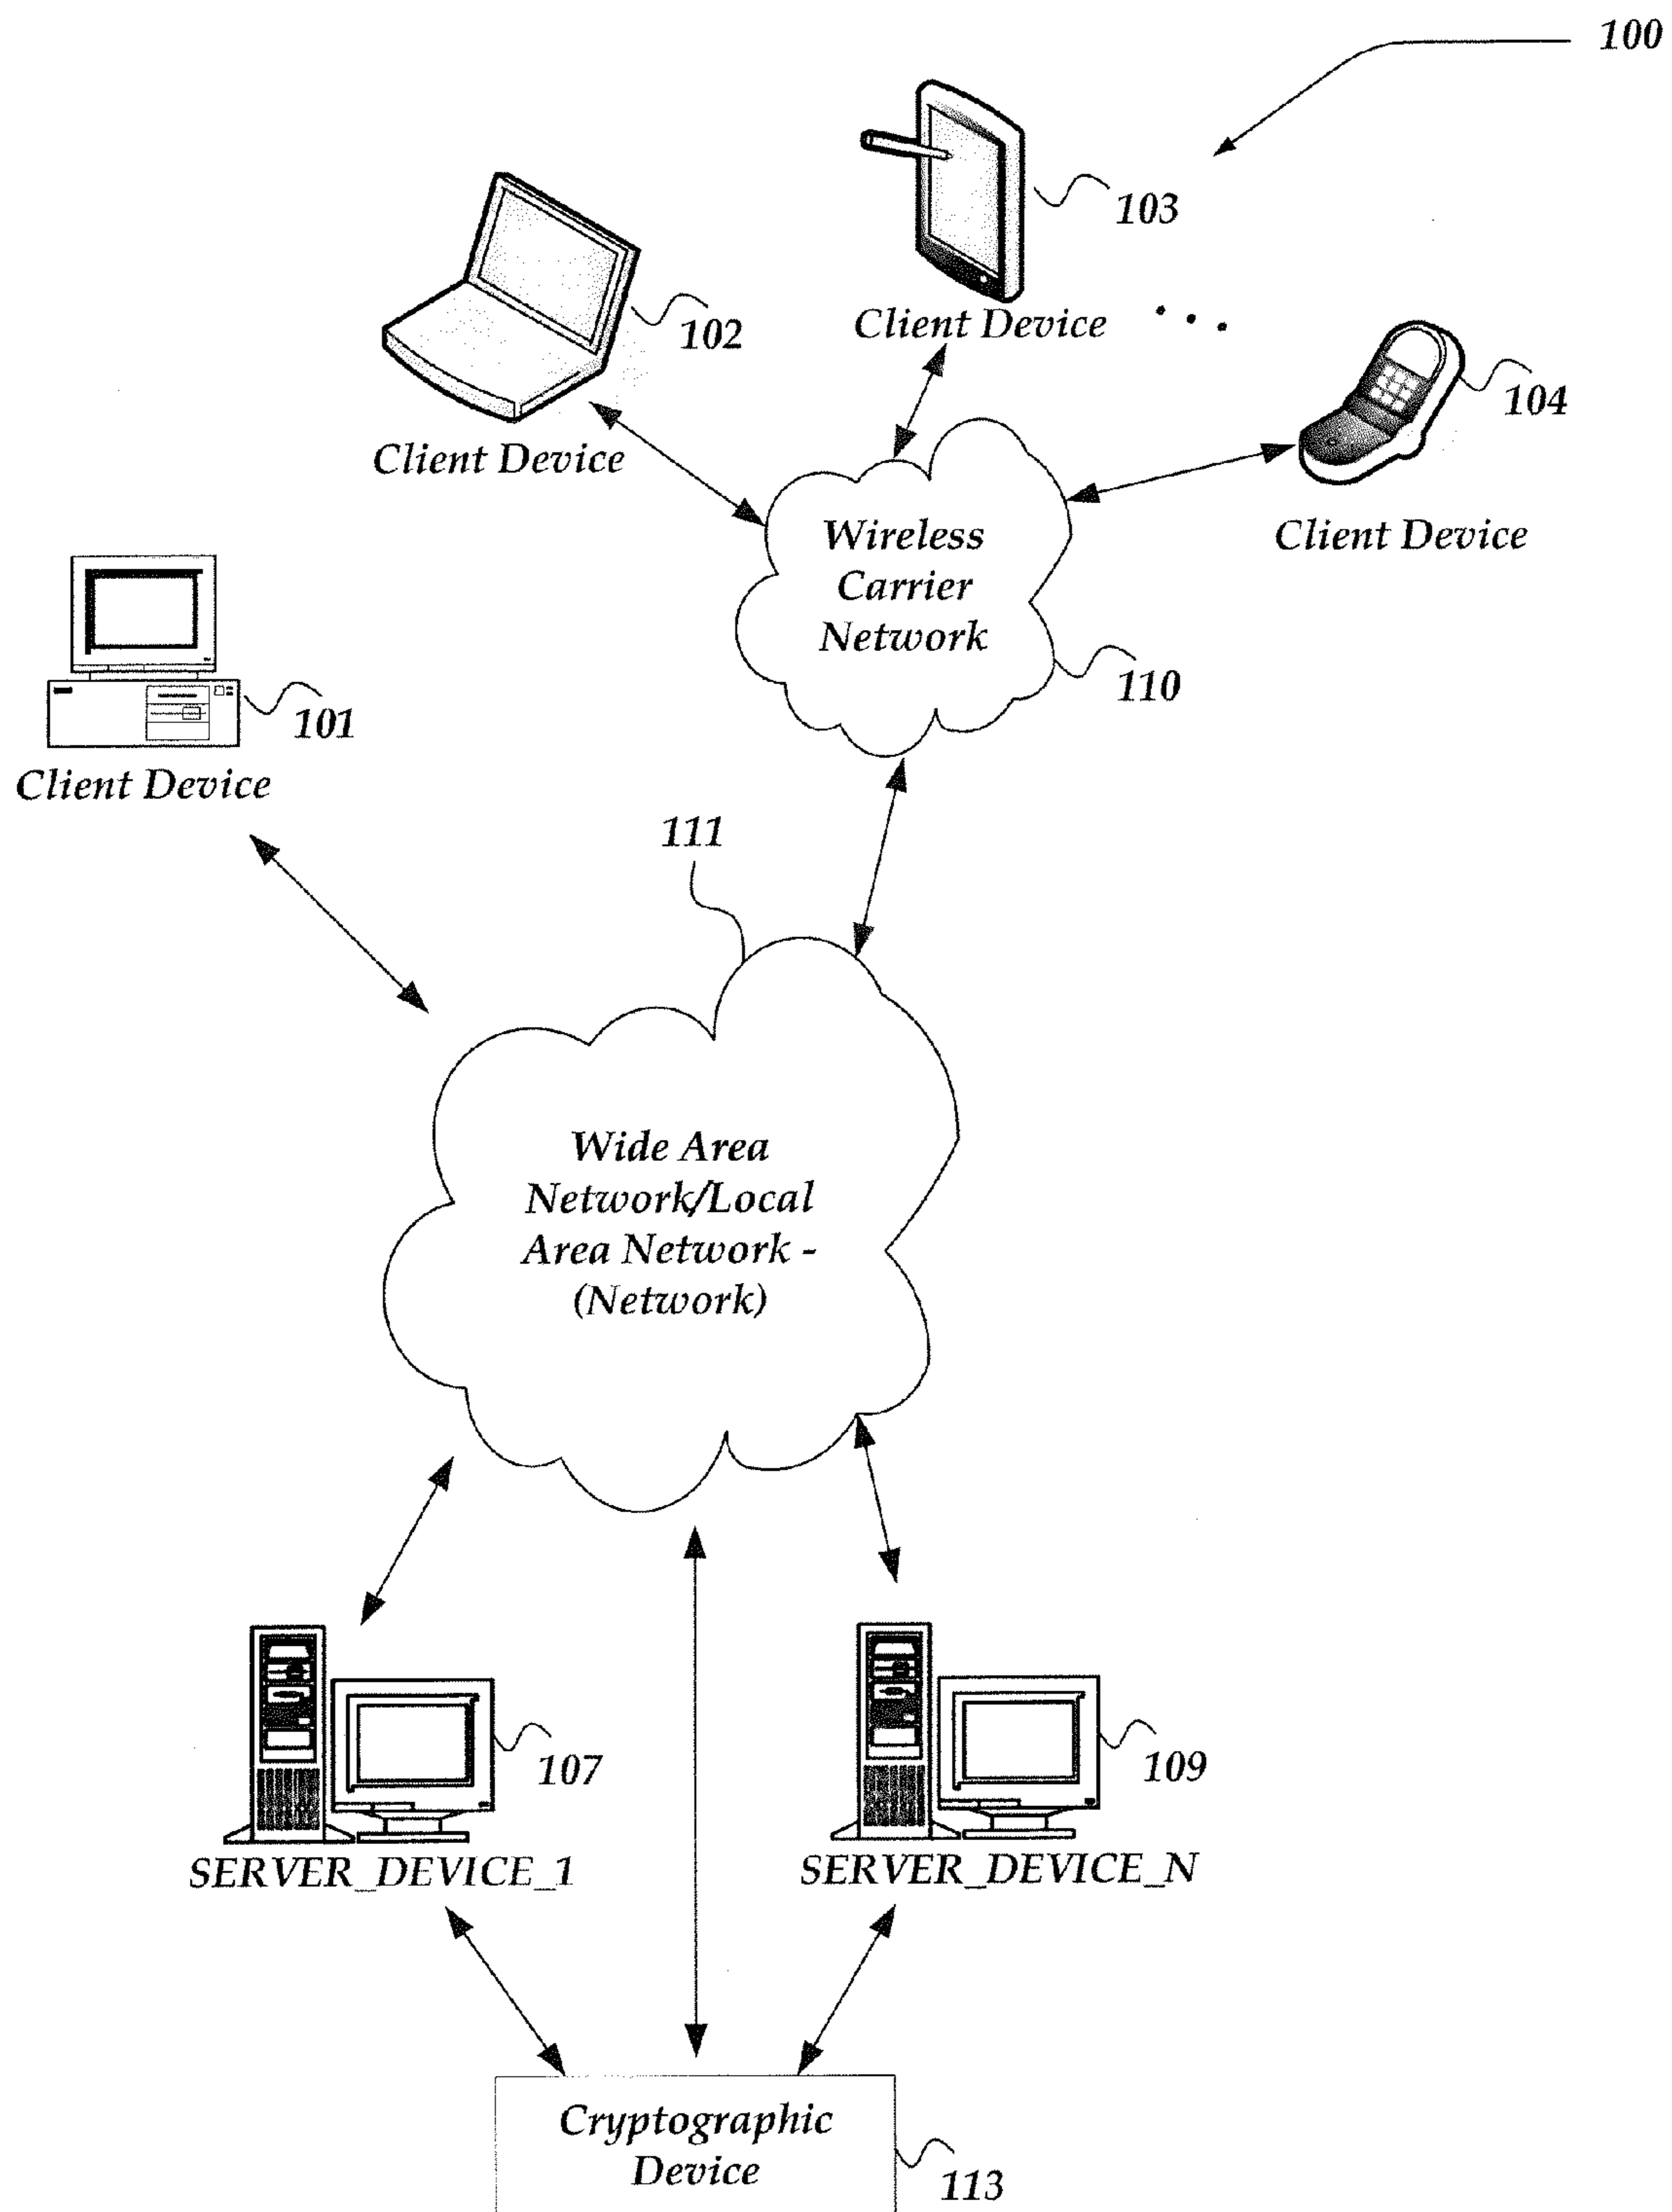 100
103
Client Device
. . .
102
Client Device
104
Client Device
Wireless
Carrier
Network
110
101
Client Device
111
Wide Area
Network/Local
Area Network -
(Network)
107
SERVER_DEVICE_1
109
SERVER_DEVICE_N
Cryptographic
Device
113